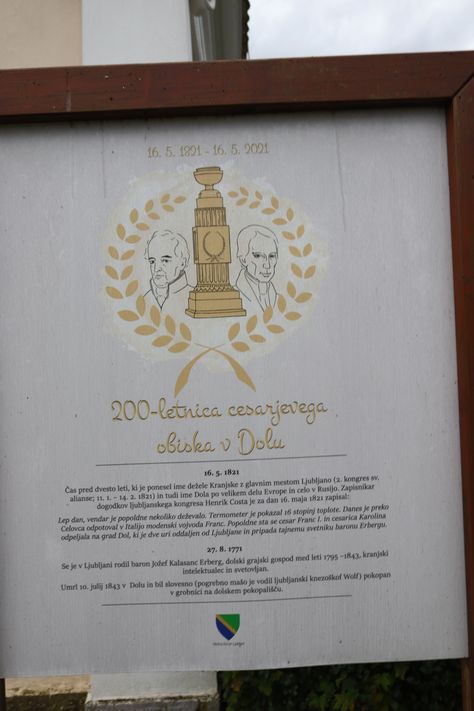 16. 5. 1821 - 16. 5. 2021
200-letnica cesarjevega
obiska v Dolu
16. 5. 1821
Čas pred dvesto leti, ki je ponesel ime dežele Kranjske z glavnim mestom Ljubljano (2. kongres sv.
alianse; 11. 1. - 14. 2. 1821) in tudi ime Dola po velikem delu Evrope in celo v Rusijo. Zapisnikar
dogodkov ljubljanskega kongresa Henrik Costa je za dan 16. maja 1821 zapisal:
Lep dan, vendar je popoldne nekoliko deževalo. Termometer je pokazal 16 stopinj toplote. Danes je preko
Celovca odpotoval v Italijo modenski vojvoda Franc. Popoldne sta se cesar Franc I. in cesarica Karolina
odpeljala na grad Dol, ki je dve uri oddaljen od Ljubljane in pripada tajnemu svetniku baronu Erbergu.
27. 8. 1771
Se je v Ljubljani rodil baron Jožef Kalasanc Erberg, dolski grajski gospod med leti 1795 -1843, kranjski
intelektualec in svetovljan.
Umrl 10. julij 1843 v Dolu in bil slovesno (pogrebno mašo je vodil ljubljanski knezoškof Wolf) pokopan
v grobnici na dolskem pokopališču.